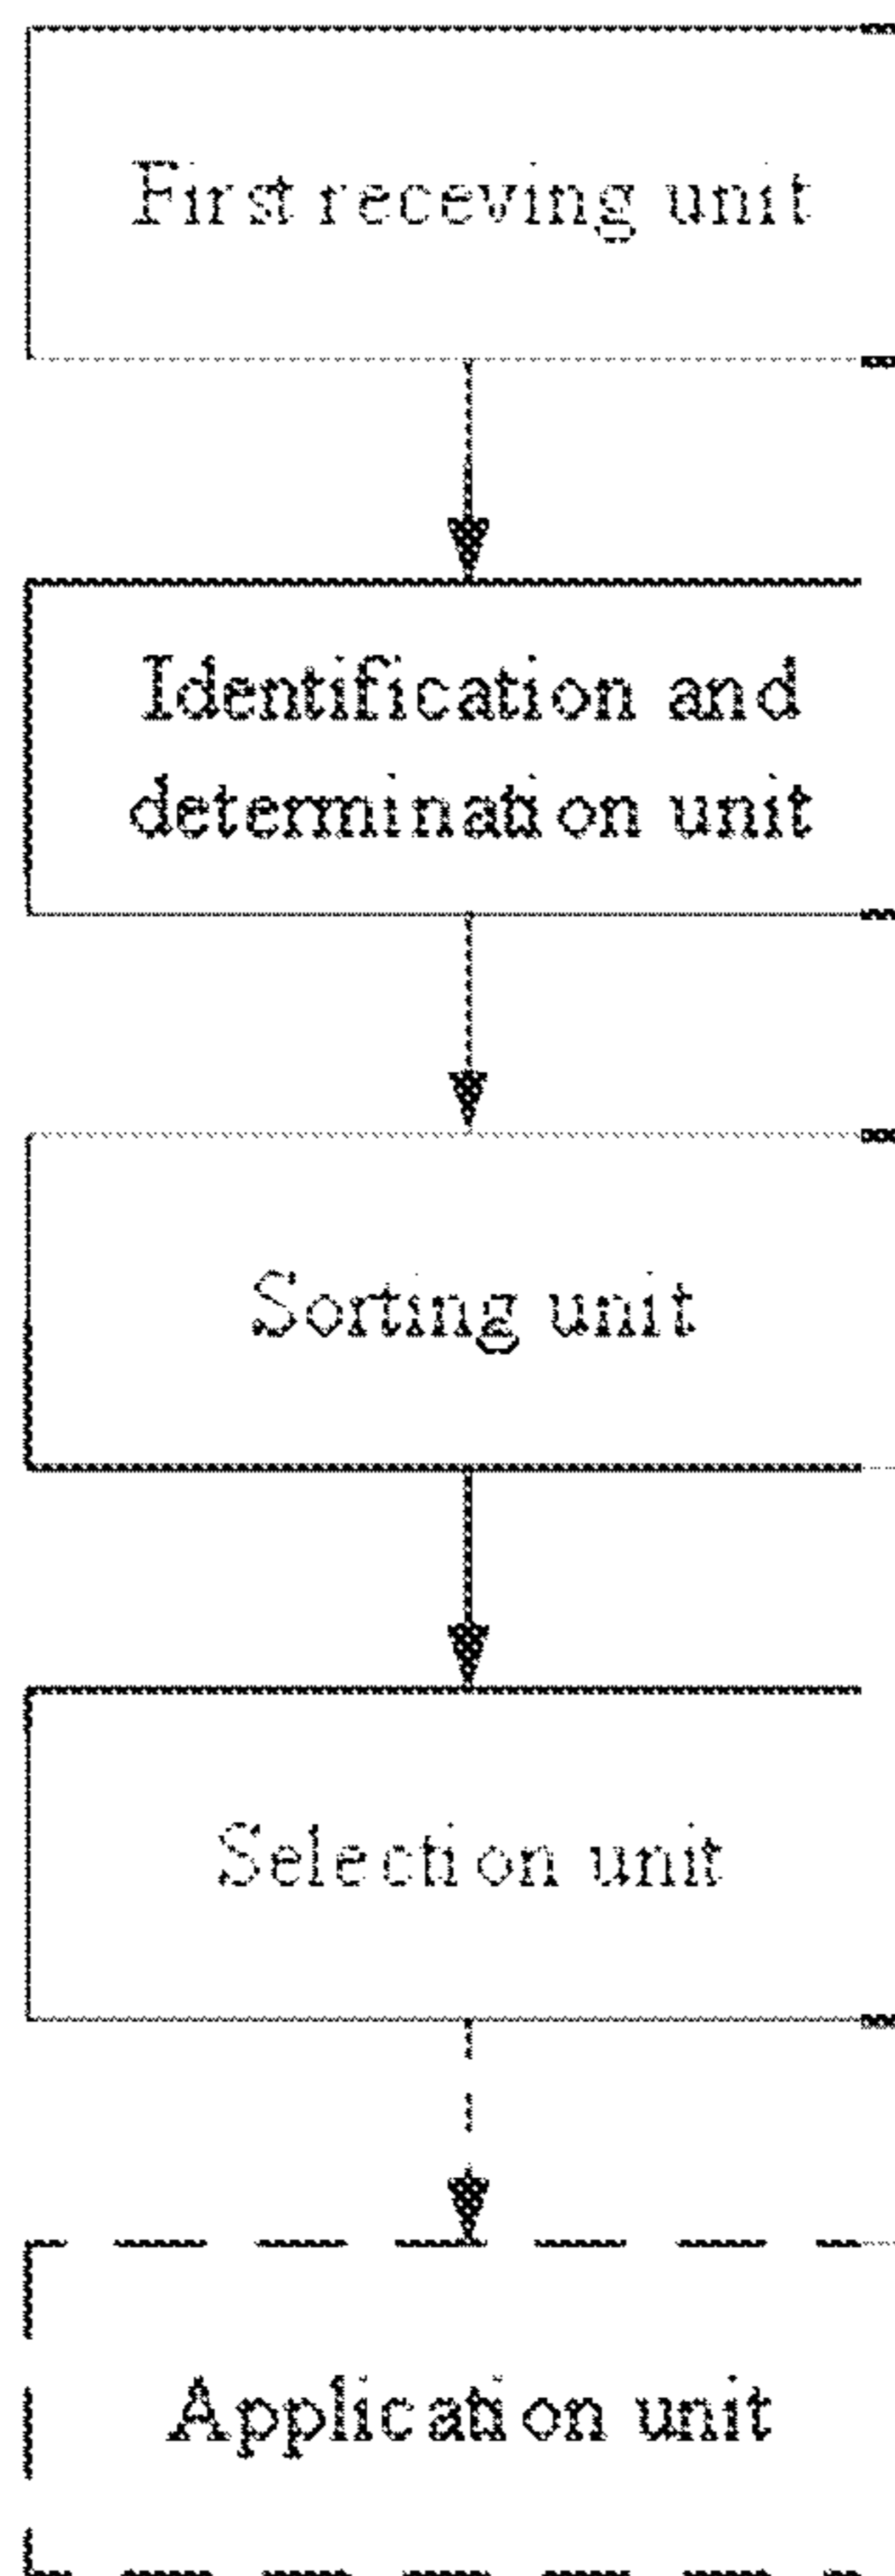 First receving unit
Identification and
determination unit
Sorting unit
Selection unit
Application unit